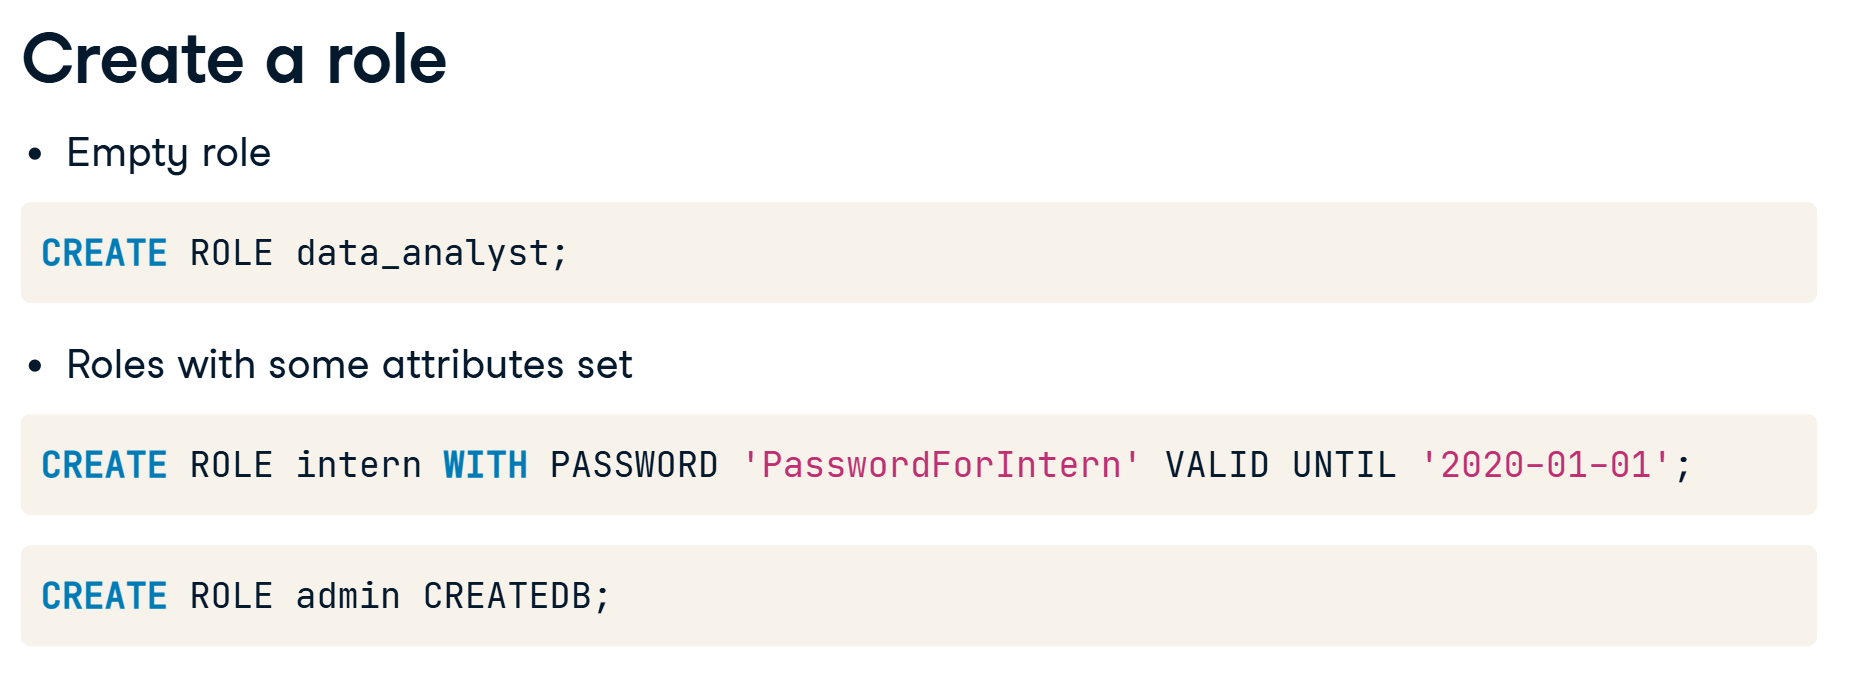 Create a role
• Empty role
CREATE ROLE data_analyst;
• Roles with some attributes set
CREATE ROLE intern WITH PASSWORD 'PasswordForIntern' VALID UNTIL '2020-01-01';
CREATE ROLE admin CREATEDB;